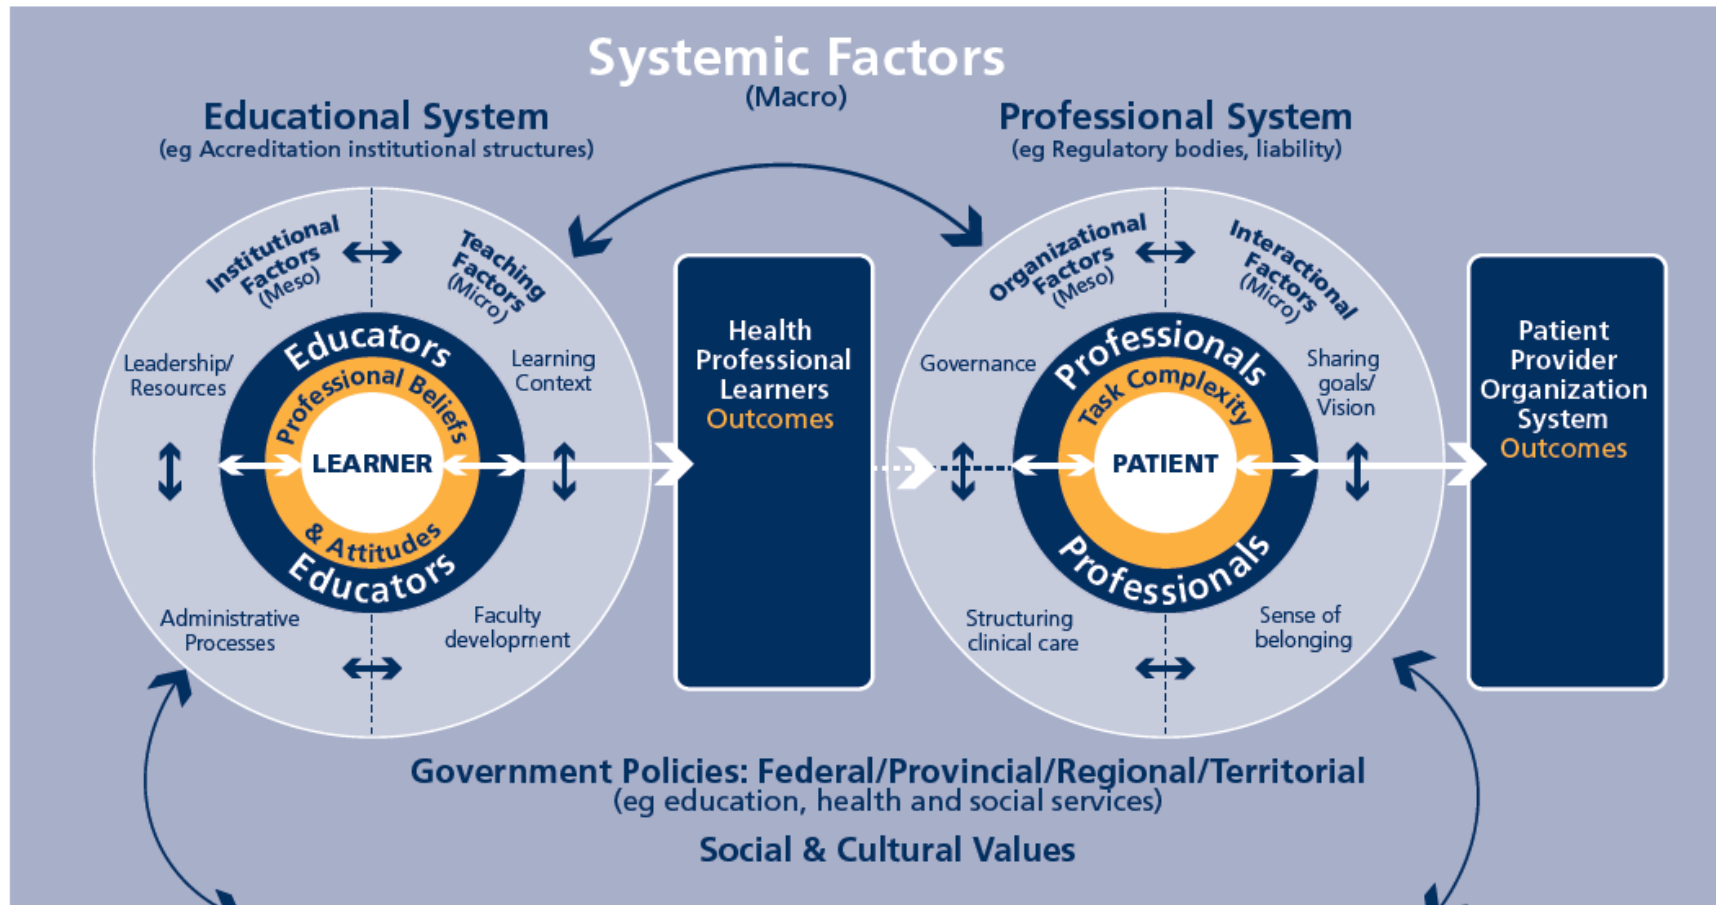 Systemic Factors
(Macro)
Educational System
(eg Accreditation institutional structures)
Professional System
(eg Regulatory bodies, liability)
Institutional
Factors
(Meso)
Teaching
Factors
(Micro)
Leadership/
Resources
Learning
Context
Educators
Professional Beliefs
LEARNER
& Attitudes
Educators
Administrative
Processes
Faculty
development
Health
Professional
Learners
Outcomes
Organizational
Factors
(Meso)
Interactional
Factors
(Micro)
Governance
Sharing
goals/
Vision
Professionals
Task Complexity
PATIENT
Professionals
Structuring
clinical care
Sense of
belonging
Patient
Provider
Organization
System
Outcomes
Government Policies: Federal/Provincial/Regional/Territorial
(eg education, health and social services)
Social & Cultural Values